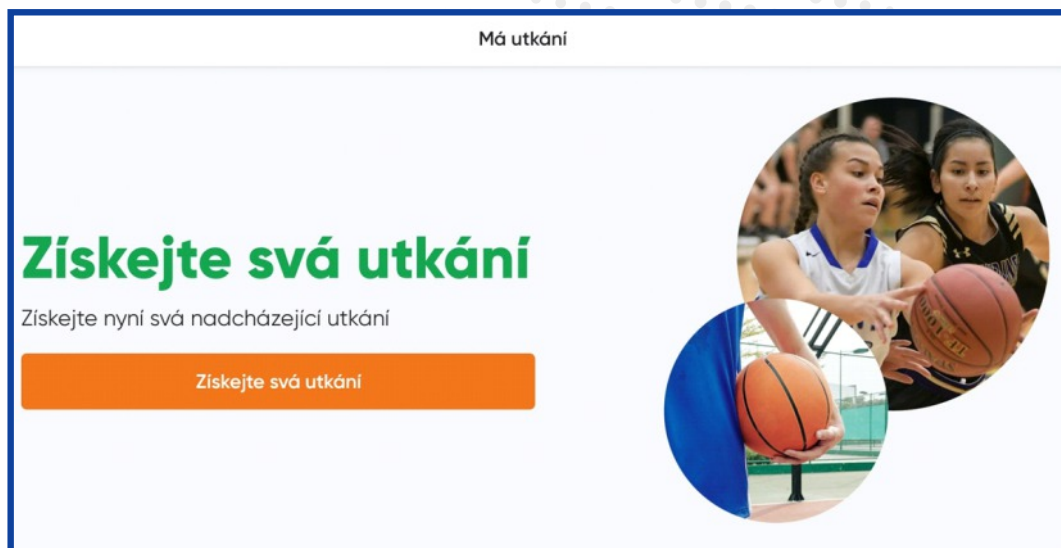 Má utkání
Získejte svá utkání
Získejte nyní svá nadcházející utkání
Získejte svá utkání